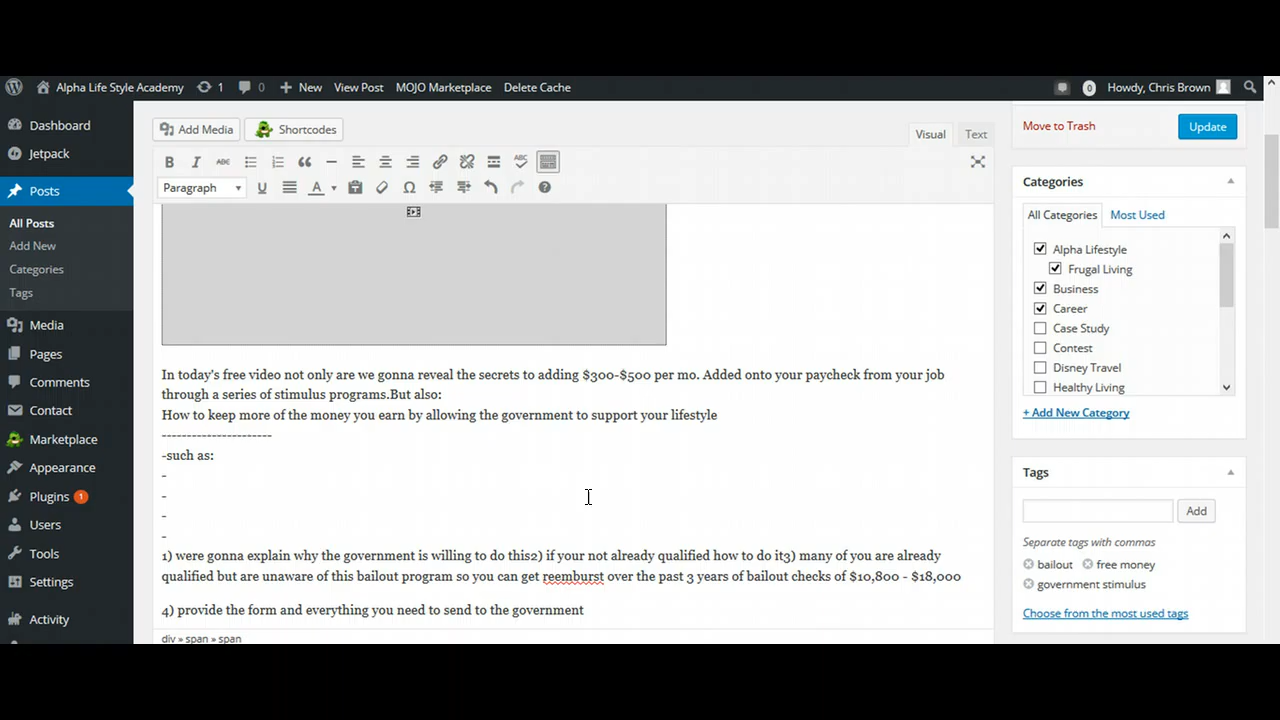 Alpha Life Style Academy 1 0 New View Post MOJO Marketplace Delete Cache 0 Howdy, Chris Brown
Dashboard
Jetpack
Posts
All Posts
Add New
Categories
Tags
Media
Pages
Comments
Contact
Marketplace
Appearance
Plugins 1
Users
Tools
Settings
Activity
Add Media Shortcodes
Visual Text
B I ABC ABC
Paragraph U A Ω ?
In today's free video not only are we gonna reveal the secrets to adding $300-$500 per mo. Added onto your paycheck from your job
through a series of stimulus programs.But also:
How to keep more of the money you earn by allowing the government to support your lifestyle
----------------------
-such as:
-
-
-
-
1) were gonna explain why the government is willing to do this2) if your not already qualified how to do it3) many of you are already
qualified but are unaware of this bailout program so you can get reemburst over the past 3 years of bailout checks of $10,800 - $18,000
4) provide the form and everything you need to send to the government
div » span » span
Move to Trash Update
Categories
All Categories Most Used
Alpha Lifestyle
Frugal Living
Business
Career
Case Study
Contest
Disney Travel
Healthy Living
+ Add New Category
Tags
Add
Separate tags with commas
bailout free money
government stimulus
Choose from the most used tags